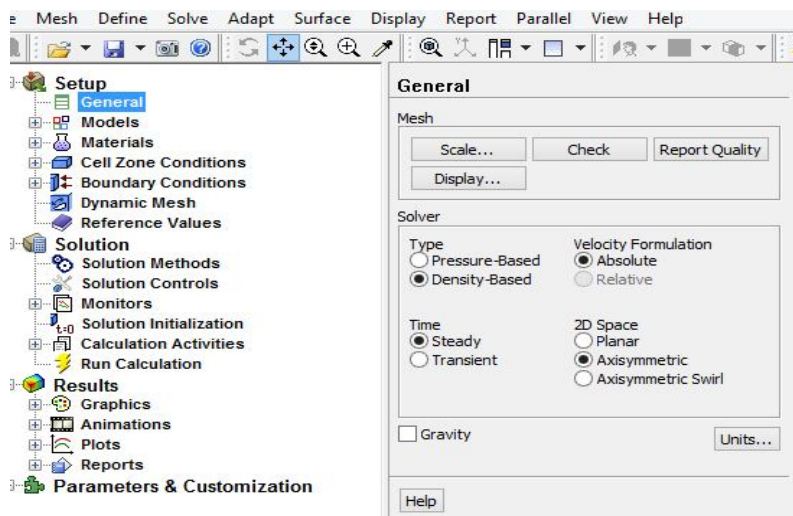 Mesh Define Solve Adapt Surface Display Report Parallel View Help
Setup
General
Models
Materials
Cell Zone Conditions
Boundary Conditions
Dynamic Mesh
Reference Values
Solution
Solution Methods
Solution Controls
Monitors
t=0 Solution Initialization
Calculation Activities
Run Calculation
Results
Graphics
Animations
Plots
Reports
Parameters & Customization
General
Mesh
Scale... Check Report Quality
Display...
Solver
Type Velocity Formulation
Pressure-Based Absolute
Density-Based Relative
Time 2D Space
Steady Planar
Transient Axisymmetric
Axisymmetric Swirl
Gravity Units...
Help